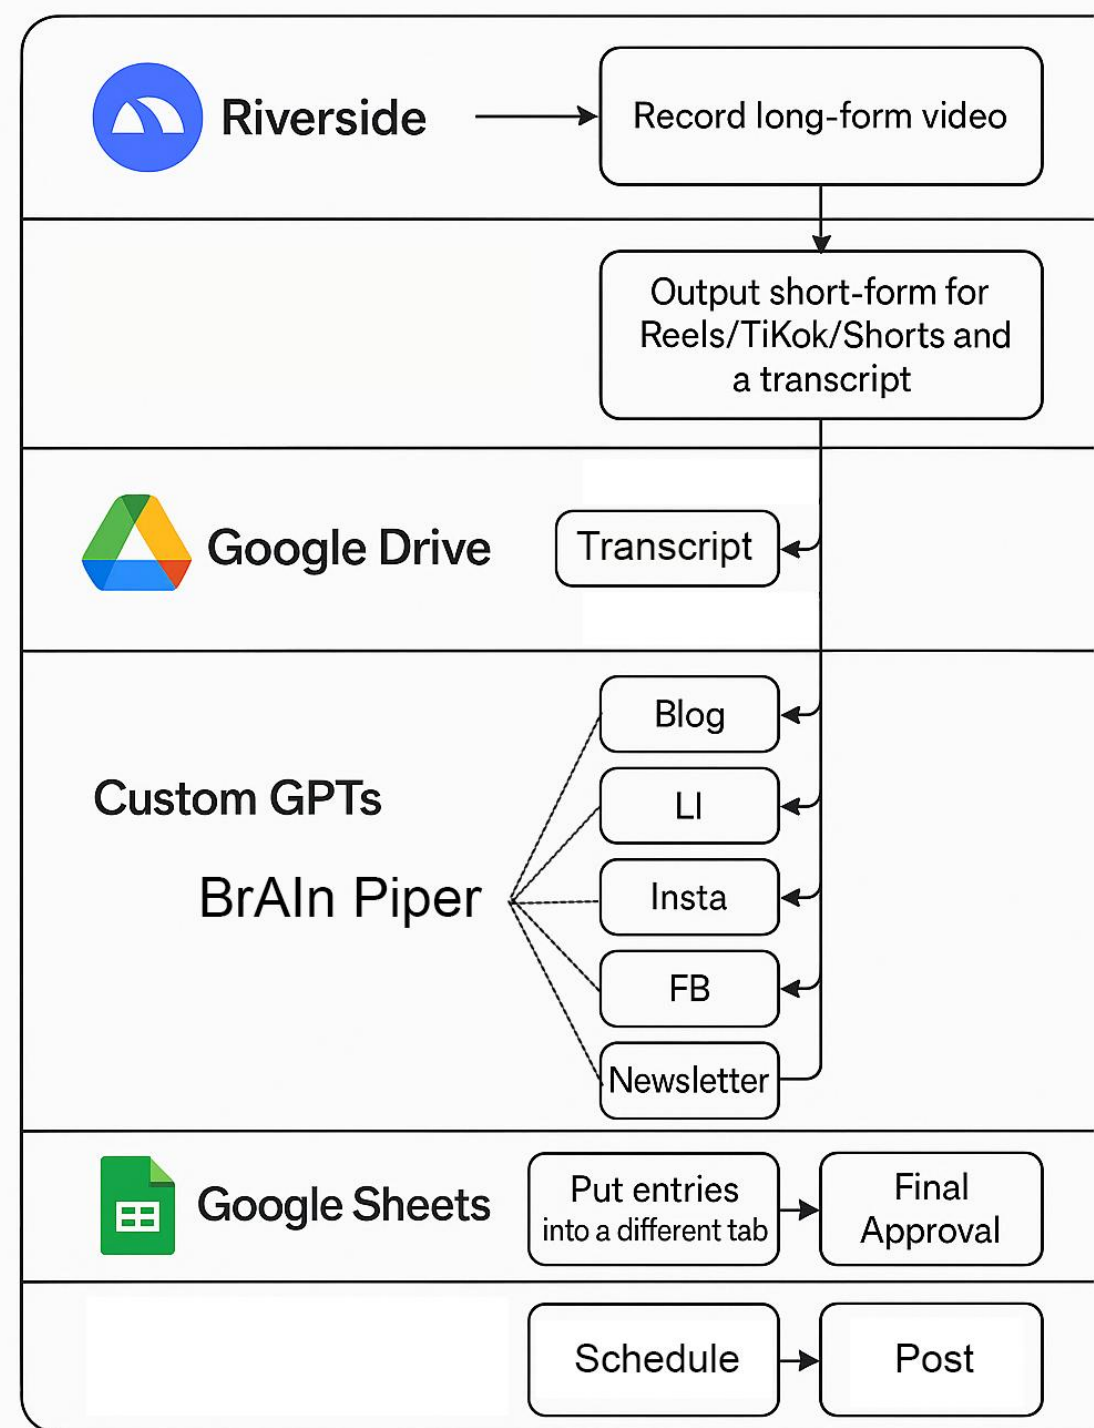 Riverside
Record long-form video
Output short-form for
Reels/TiKok/Shorts and
a transcript
Google Drive
Transcript
Custom GPTs
BrAIn Piper
Blog
LI
Insta
FB
Newsletter
Google Sheets
Put entries
into a different tab
Final
Approval
Schedule
Post